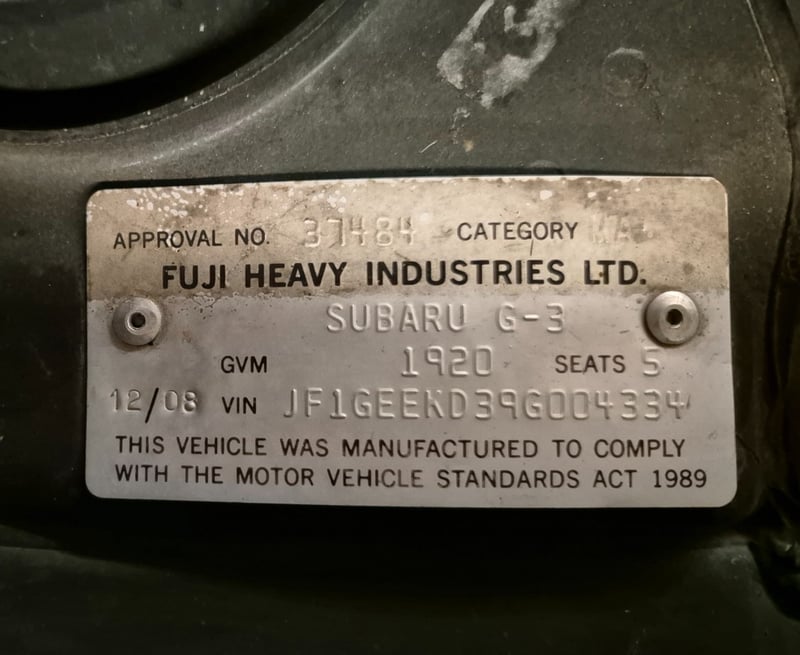 APPROVAL NO. 37484 CATEGORY MA
FUJI HEAVY INDUSTRIES LTD.
SUBARU G-3
GVM 1920 SEATS 5
12/08 VIN JF1GEEKD39G004334
THIS VEHICLE WAS MANUFACTURED TO COMPLY
WITH THE MOTOR VEHICLE STANDARDS ACT 1989